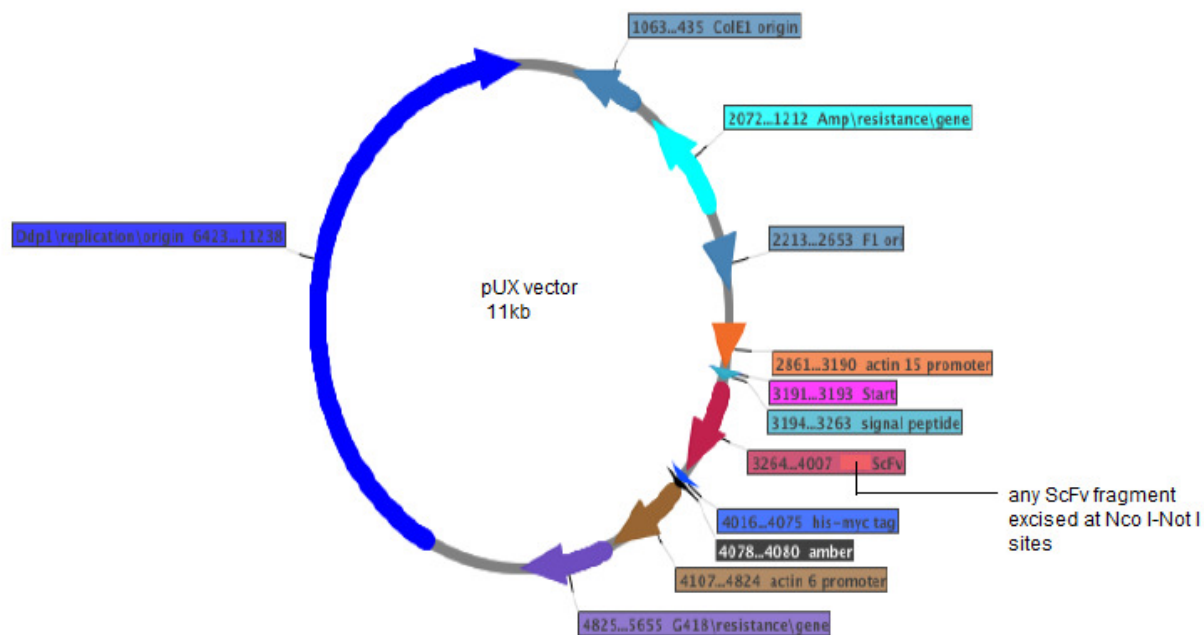 1063...435 ColE1 origin
2072...1212 Amp\resistance\gene
Ddp1\replication\origin 6423...11238
2213...2653 F1 ori
pUX vector
11kb
2861...3190 actin 15 promoter
3191...3193 Start
3194...3263 signal peptide
3264...4007 ScFv
any ScFv fragment
excised at Nco I-Not I
sites
4016...4075 his-myc tag
4078...4080 amber
4107...4824 actin 6 promoter
4825...5655 G418\resistance\gene